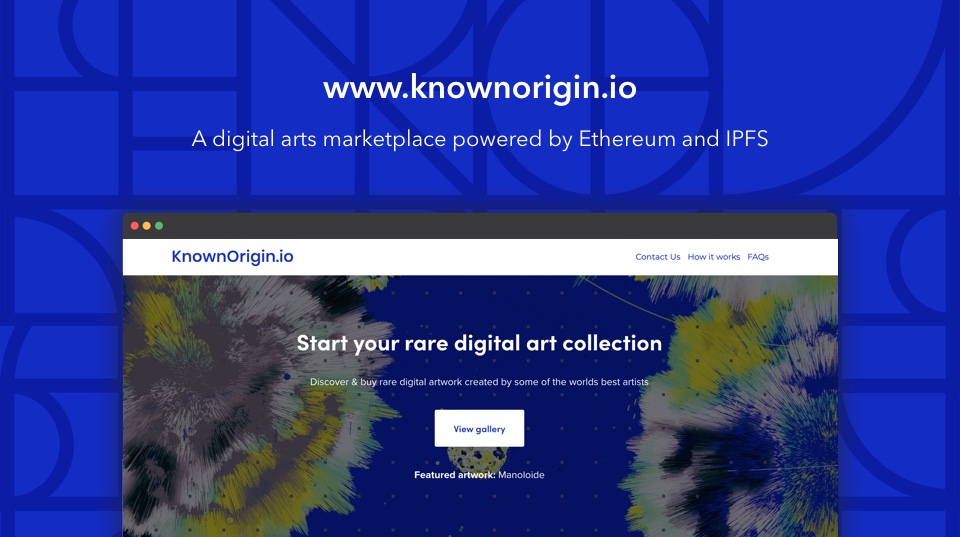 www.knownorigin.io
A digital arts marketplace powered by Ethereum and IPFS
KnownOrigin.io
Contact Us How it works FAQs
Start your rare digital art collection
Discover & buy rare digital artwork created by some of the worlds best artists
View gallery
Featured artwork: Manoloide